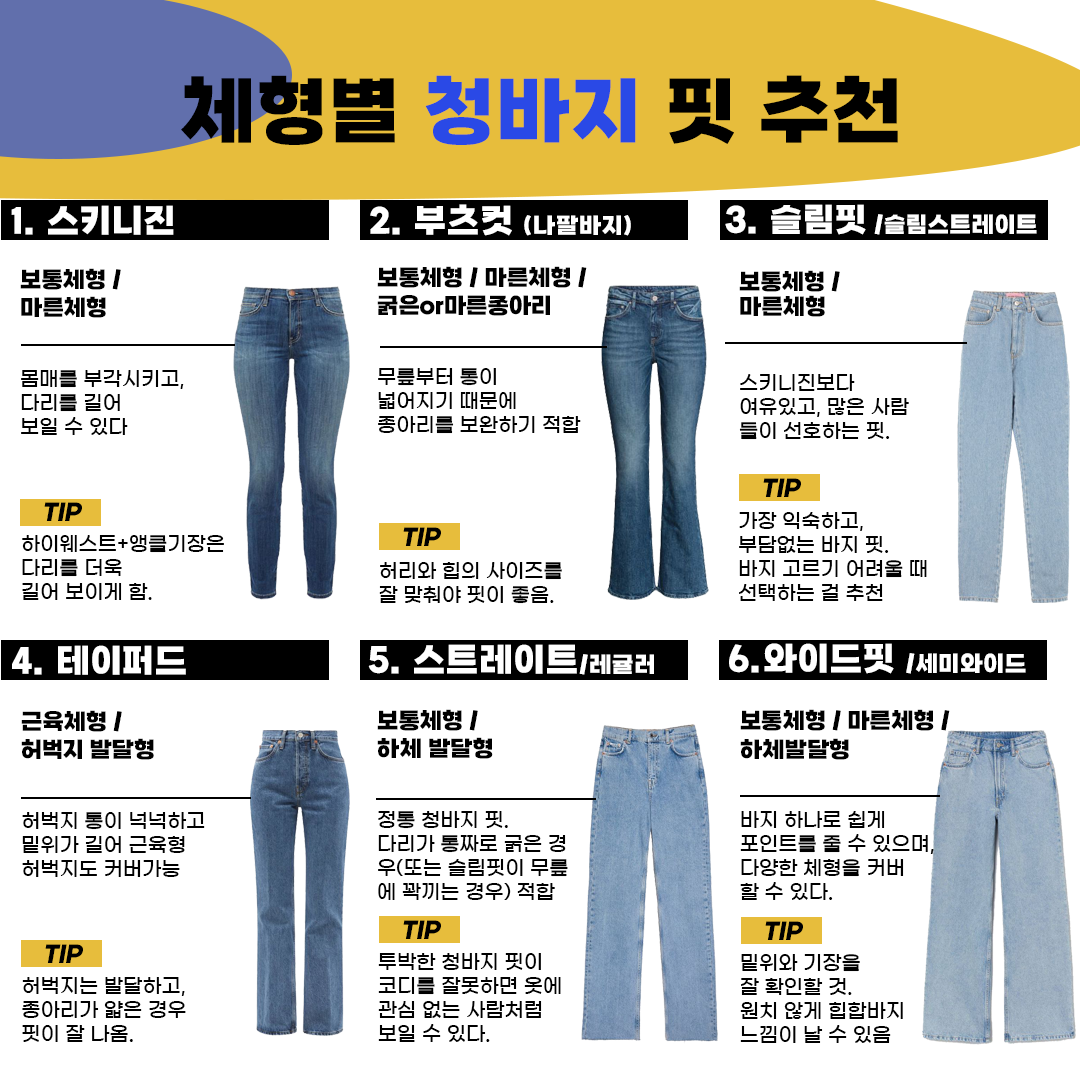 체형별 청바지 핏 추천
1. 스키니진
보통체형 /
마른체형
몸매를 부각시키고,
다리를 길어
보일 수 있다
TIP
하이웨스트+앵클기장은
다리를 더욱
길어 보이게 함.
2. 부츠컷 (나팔바지)
보통체형 / 마른체형 /
굵은or마른종아리
무릎부터 통이
넓어지기 때문에
종아리를 보완하기 적합
TIP
허리와 힙의 사이즈를
잘 맞춰야 핏이 좋음.
3. 슬림핏 /슬림스트레이트
보통체형 /
마른체형
스키니진보다
여유있고, 많은 사람
들이 선호하는 핏.
TIP
가장 익숙하고,
부담없는 바지 핏.
바지 고르기 어려울 때
선택하는 걸 추천
4. 테이퍼드
근육체형 /
허벅지 발달형
허벅지 통이 넉넉하고
밑위가 길어 근육형
허벅지도 커버가능
TIP
허벅지는 발달하고,
종아리가 얇은 경우
핏이 잘 나옴.
5. 스트레이트/레귤러
보통체형 /
하체 발달형
정통 청바지 핏.
다리가 통짜로 굵은 경
우(또는 슬림핏이 무릎
에 꽉끼는 경우) 적합
TIP
투박한 청바지 핏이
코디를 잘못하면 옷에
관심 없는 사람처럼
보일 수 있다.
6.와이드핏 /세미와이드
보통체형 / 마른체형 /
하체발달형
바지 하나로 쉽게
포인트를 줄 수 있으며,
다양한 체형을 커버
할 수 있다.
TIP
밑위와 기장을
잘 확인할 것.
원치 않게 힙합바지
느낌이 날 수 있음